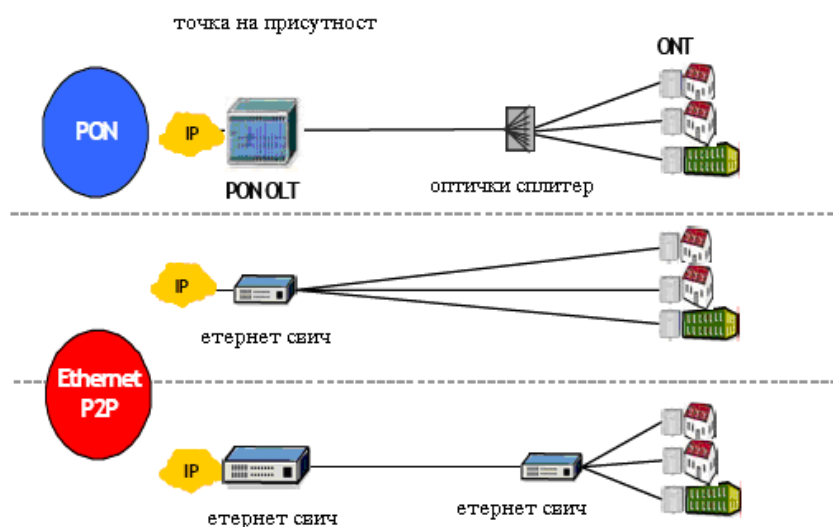 точка на присутност
ONT
PON
IP
PON OLT
оптички сплитер
IP
етернет свич
Ethernet
P2P
IP
етернет свич
етернет свич